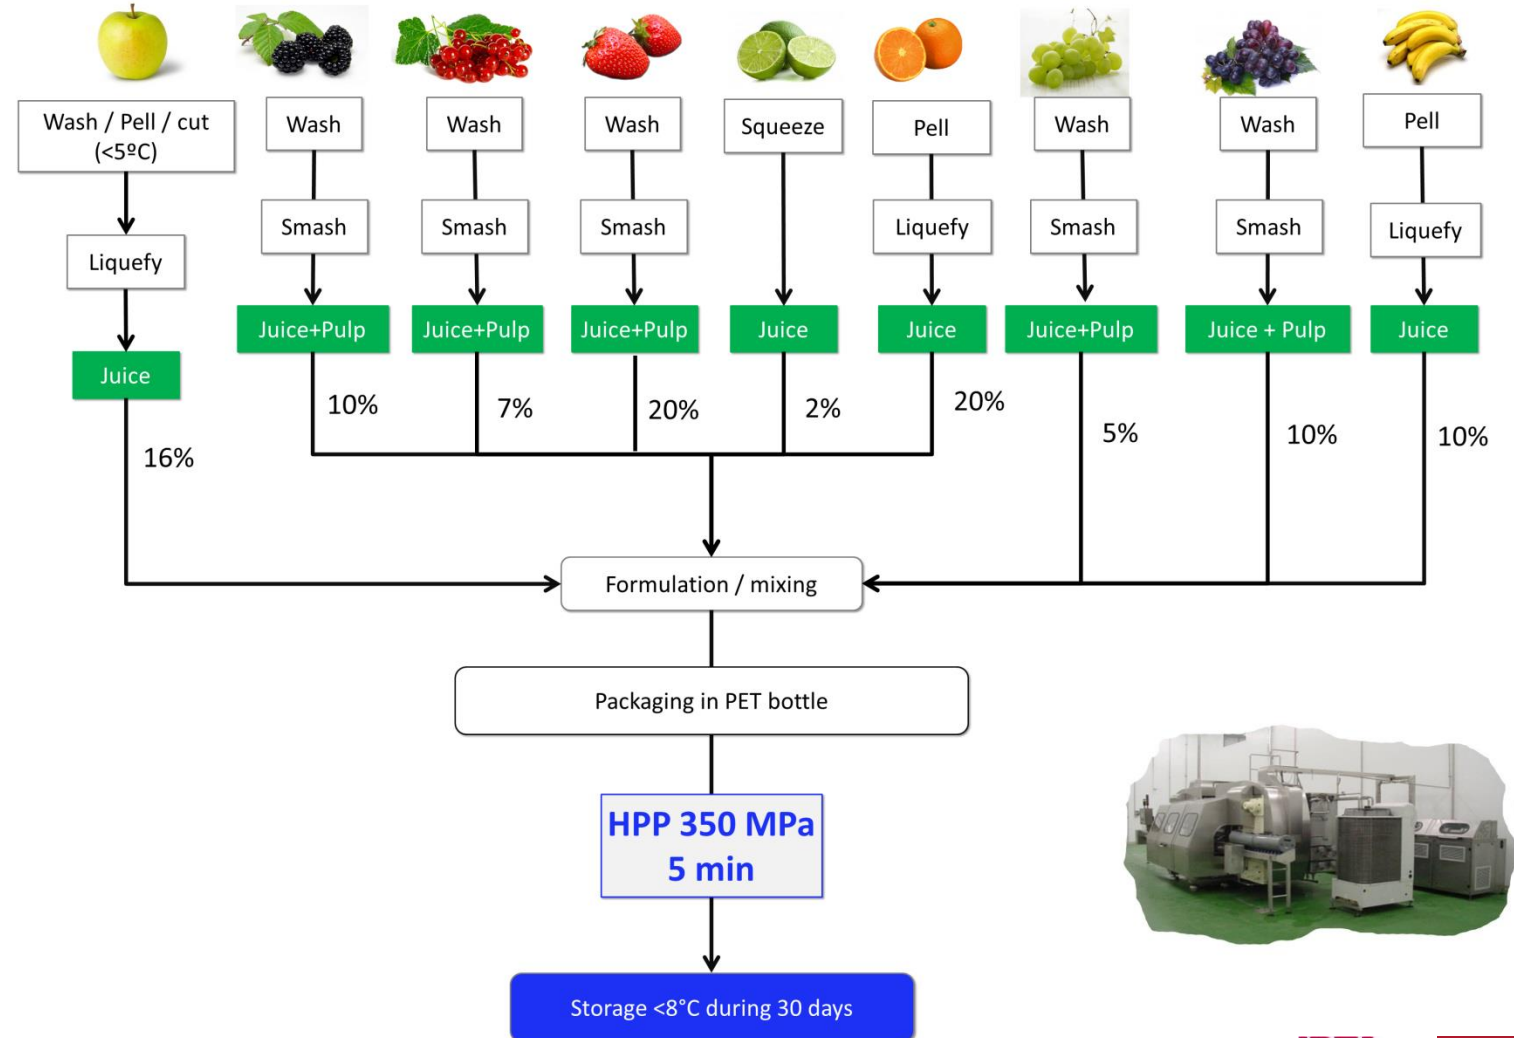 Wash / Pell / cut
(<5ºC)
Wash
Wash
Wash
Squeeze
Pell
Wash
Wash
Pell
Liquefy
Smash
Smash
Smash
Liquefy
Smash
Smash
Liquefy
Juice
Juice+Pulp
Juice+Pulp
Juice+Pulp
Juice
Juice
Juice+Pulp
Juice + Pulp
Juice
16%
10%
7%
20%
2%
20%
5%
10%
10%
Formulation / mixing
Packaging in PET bottle
HPP 350 MPa
5 min
Storage <8°C during 30 days